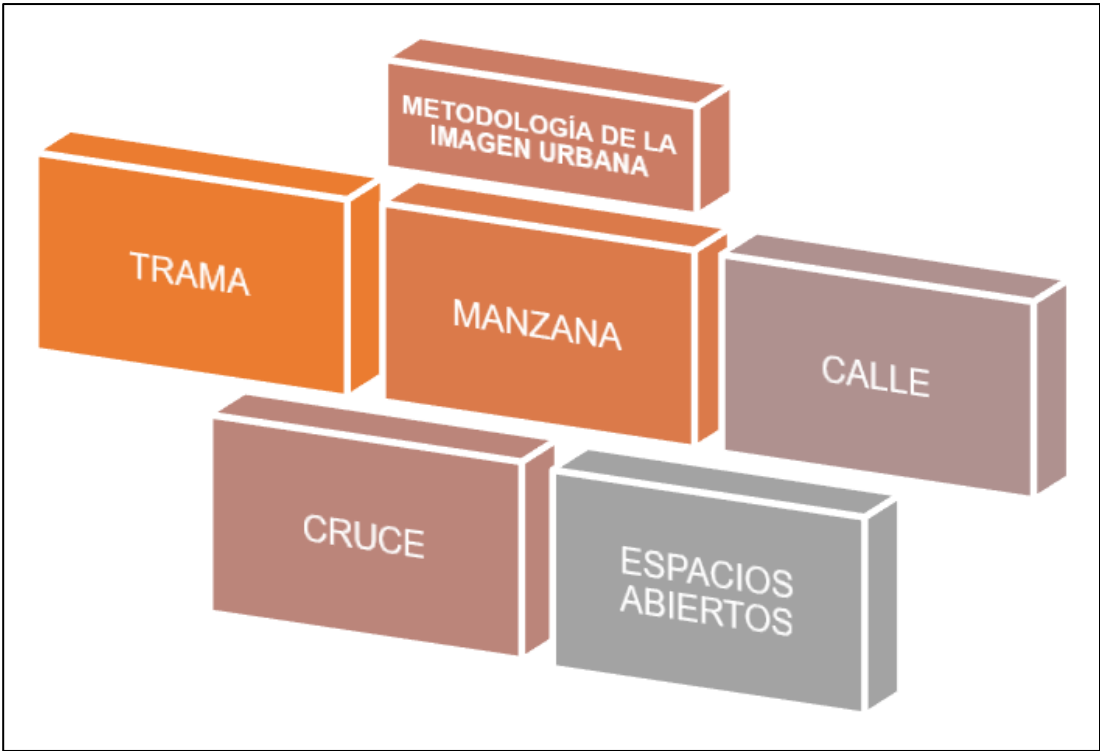 METODOLOGÍA DE LA
IMAGEN URBANA
TRAMA
MANZANA
CALLE
CRUCE
ESPACIOS
ABIERTOS